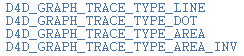 D4D_GRAPH_TRACE_TYPE_LINE
D4D_GRAPH_TRACE_TYPE_DOT
D4D_GRAPH_TRACE_TYPE_AREA
D4D_GRAPH_TRACE_TYPE_AREA_INV